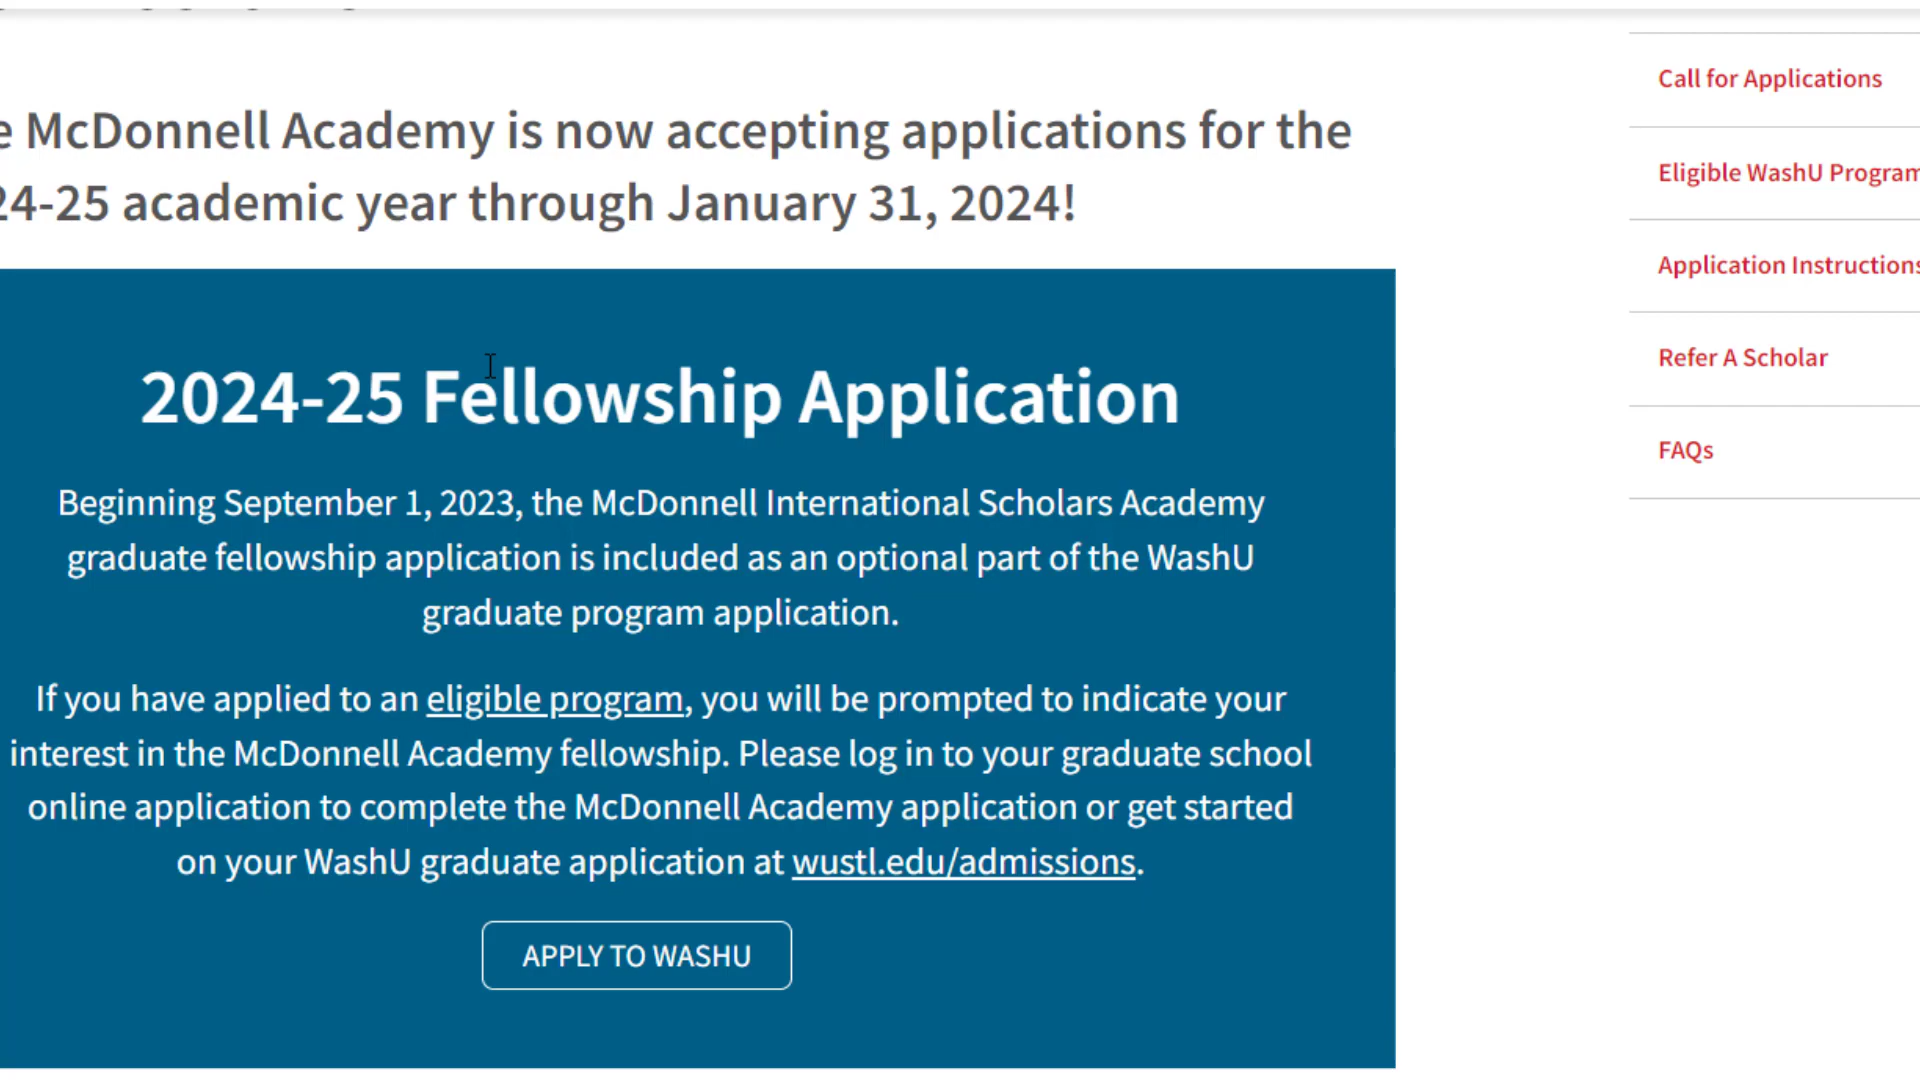 McDonnell Academy is now accepting applications for the
24-25 academic year through January 31, 2024!
2024-25 Fellowship Application
Beginning September 1, 2023, the McDonnell International Scholars Academy
graduate fellowship application is included as an optional part of the WashU
graduate program application.
If you have applied to an eligible program, you will be prompted to indicate your
interest in the McDonnell Academy fellowship. Please log in to your graduate school
online application to complete the McDonnell Academy application or get started
on your WashU graduate application at wustl.edu/admissions.
APPLY TO WASHU
Call for Applications
Eligible WashU Program
Application Instructions
Refer A Scholar
FAQs